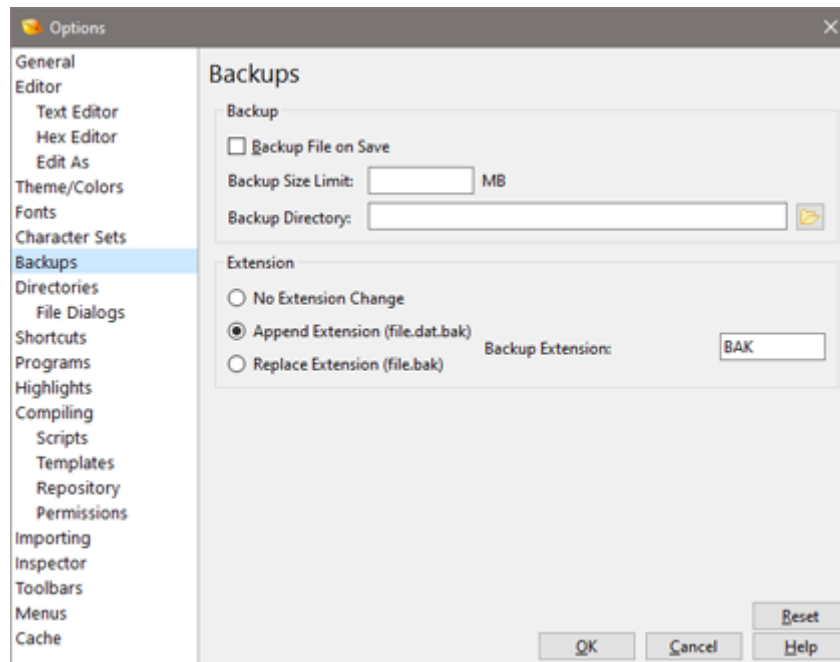 Options
General
Editor
Text Editor
Hex Editor
Edit As
Theme/Colors
Fonts
Character Sets
Backups
Directories
File Dialogs
Shortcuts
Programs
Highlights
Compiling
Scripts
Templates
Repository
Permissions
Importing
Inspector
Toolbars
Menus
Cache
Backups
Backup
Backup File on Save
Backup Size Limit: MB
Backup Directory:
Extension
No Extension Change
Append Extension (file.dat.bak)
Backup Extension: BAK
Replace Extension (file.bak)
Reset
OK Cancel Help